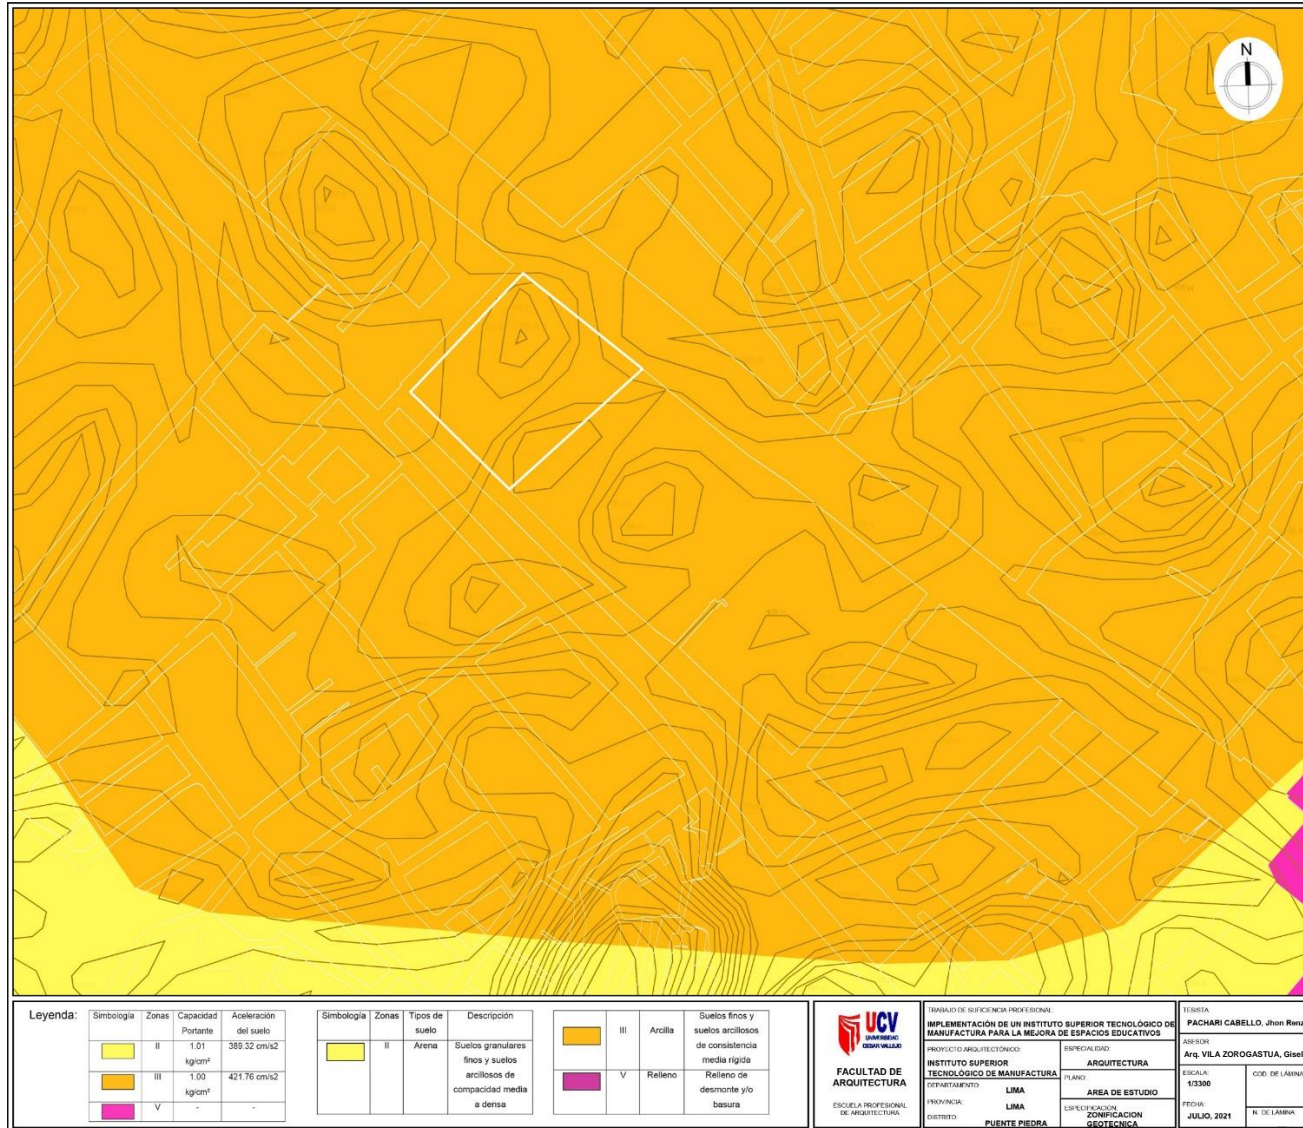 N
Leyenda:
Simbología Zonas Capacidad Portante Aceleración del suelo
II 1.01 kg/cm² 389.32 cm/s2
III 1.00 kg/cm² 421.76 cm/s2
V - -
Simbología Zonas Tipos de suelo Descripción
II Arena Suelos granulares finos y suelos arcillosos de compacidad media a densa
III Arcilla Suelos finos y suelos arcillosos de consistencia media rígida
V Relleno Relleno de desmonte y/o basura
UCV
UNIVERSIDAD
CESAR VALLEJO
FACULTAD DE
ARQUITECTURA
ESCUELA PROFESIONAL
DE ARQUITECTURA
TRABAJO DE SUFICIENCIA PROFESIONAL:
IMPLEMENTACIÓN DE UN INSTITUTO SUPERIOR TECNOLÓGICO DE
MANUFACTURA PARA LA MEJORA DE ESPACIOS EDUCATIVOS
PROYECTO ARQUITECTÓNICO:
INSTITUTO SUPERIOR
TECNOLÓGICO DE MANUFACTURA
ESPECIALIDAD:
ARQUITECTURA
DEPARTAMENTO:
LIMA
PROVINCIA:
LIMA
DISTRITO:
PUENTE PIEDRA
PLANO:
AREA DE ESTUDIO
ESPECIFICACIÓN:
ZONIFICACION
GEOTECNICA
TESISTA:
PACHARI CABELLO, Jhon Renz
ASESOR
Arq. VILA ZOROGASTUA, Gisel
ESCALA:
1/3300
COD. DE LÁMINA
FECHA:
JULIO, 2021
N. DE LÁMINA